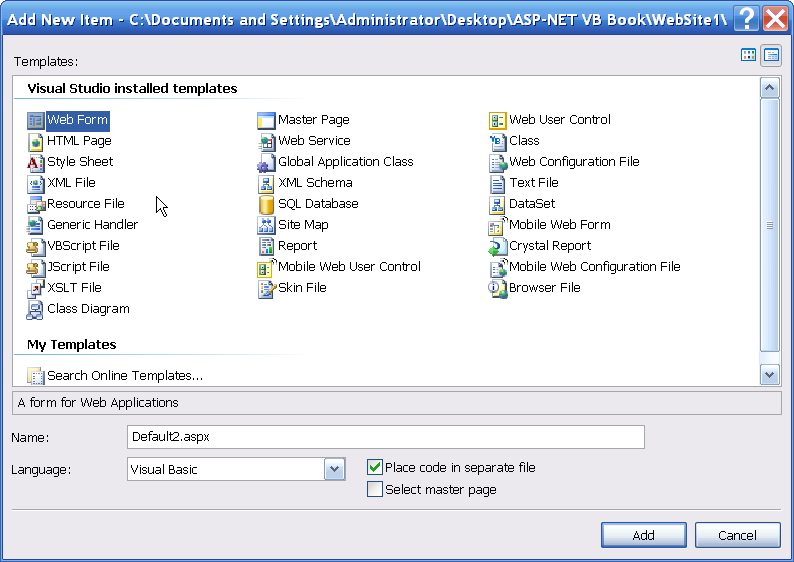 Add New Item - C:\Documents and Settings\Administrator\Desktop\ASP-NET VB Book\WebSite1\
Templates:
Visual Studio installed templates
Web Form Master Page Web User Control
HTML Page Web Service Class
Style Sheet Global Application Class Web Configuration File
XML File XML Schema Text File
Resource File SQL Database DataSet
Generic Handler Site Map Mobile Web Form
VBScript File Report Crystal Report
JScript File Mobile Web User Control Mobile Web Configuration File
XSLT File Skin File Browser File
Class Diagram
My Templates
Search Online Templates...
A form for Web Applications
Name: Default2.aspx
Language: Visual Basic Place code in separate file
Select master page
Add Cancel